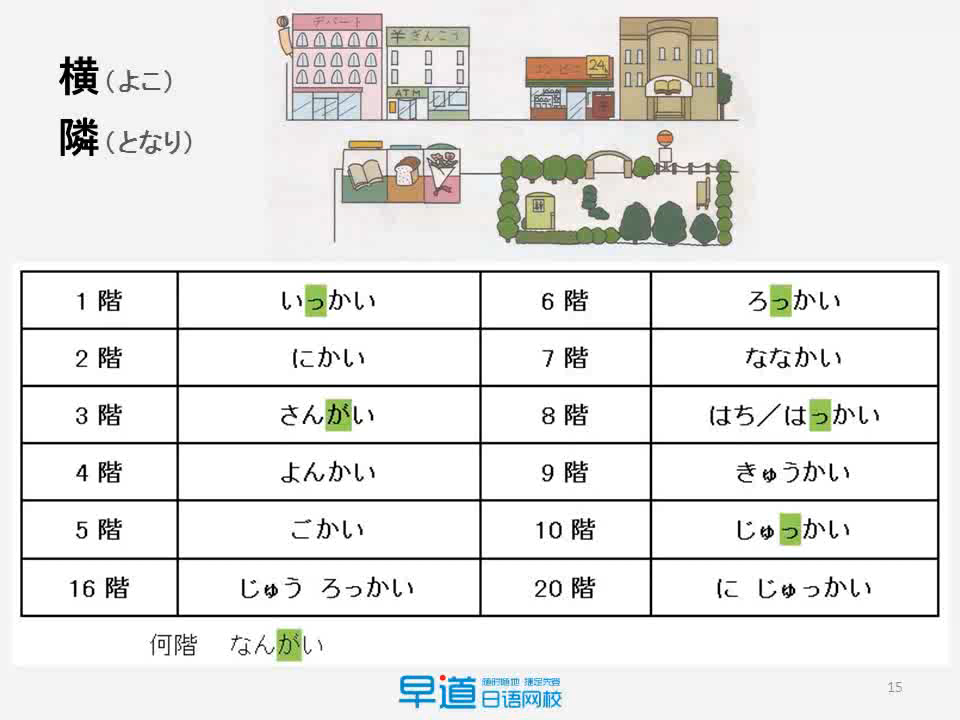 横（よこ）
隣（となり）
デパート
ぎんこう
ATM
コンビニ
24
1 階 いっかい 6 階 ろっかい
2 階 にかい 7 階 ななかい
3 階 さんがい 8 階 はち／はっかい
4 階 よんかい 9 階 きゅうかい
5 階 ごかい 10 階 じゅっかい
16 階 じゅう ろっかい 20 階 に じゅっかい
何階 なんがい
早道 日语网校
15